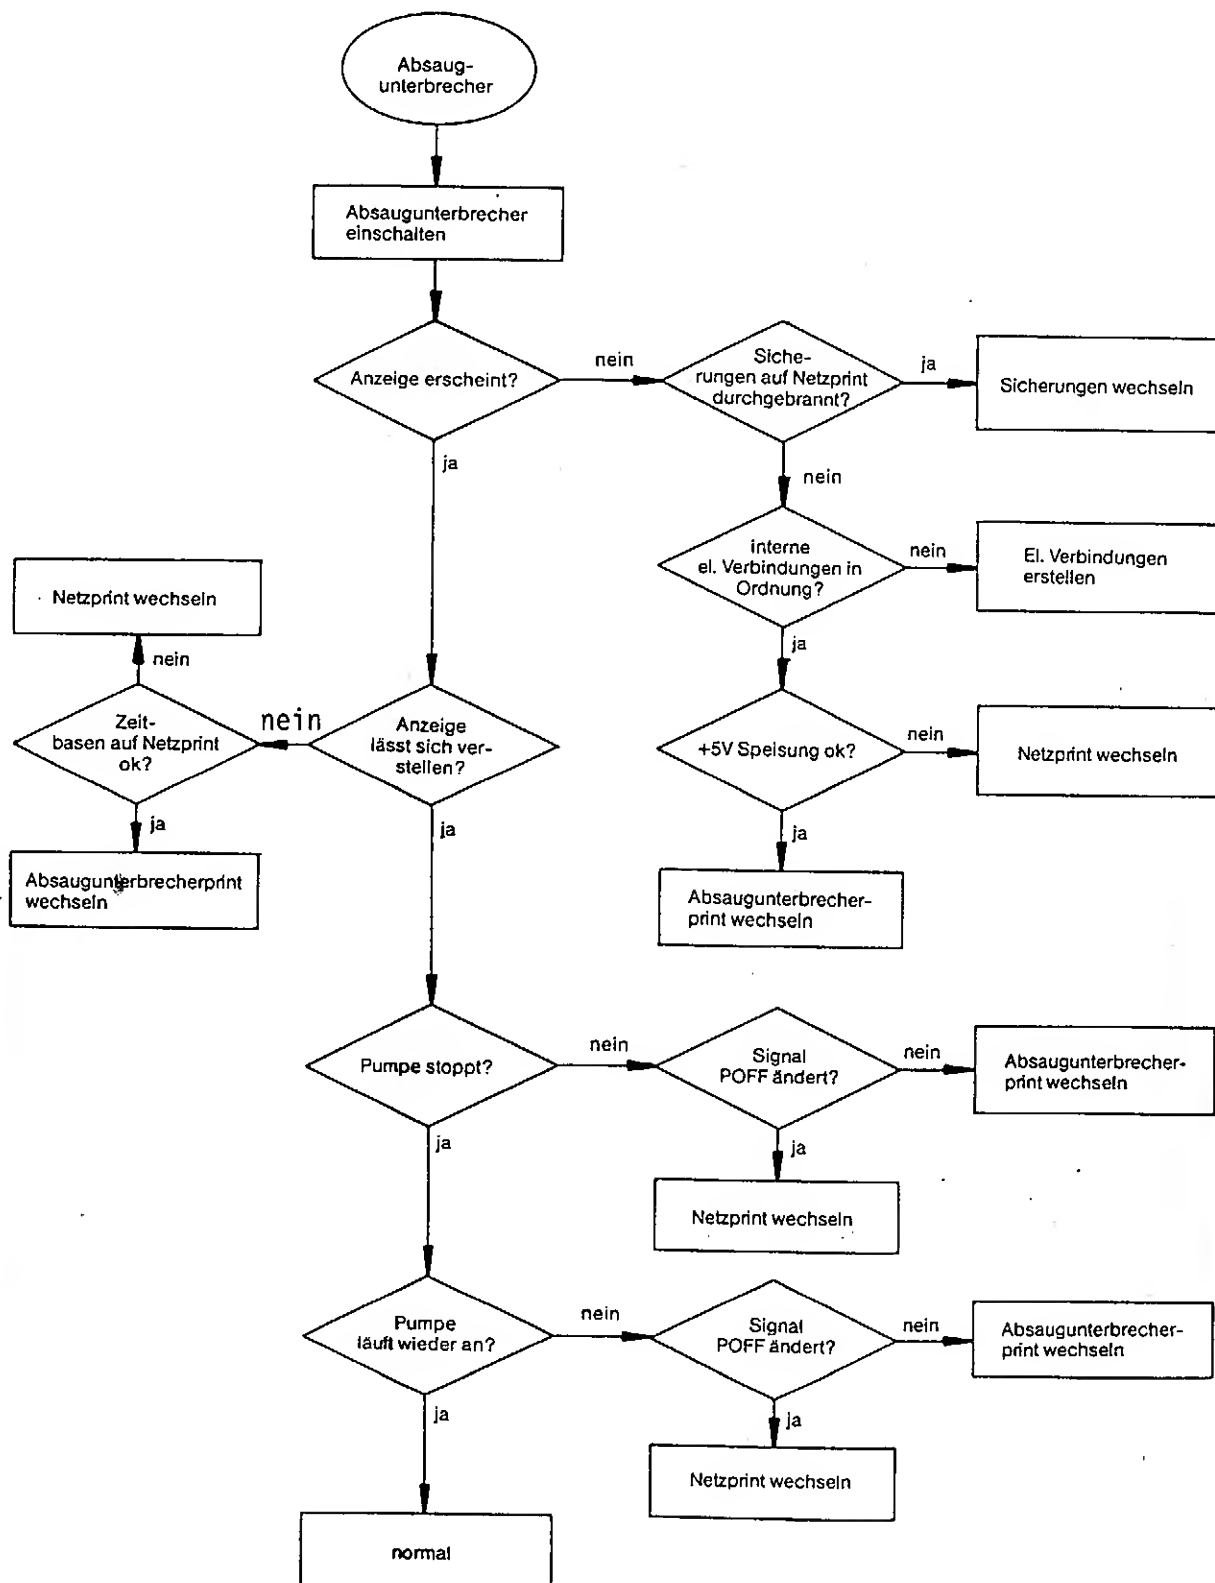 Absaug-
unterbrecher
Absaugunterbrecher
einschalten
Anzeige erscheint?
nein
Siche-
rungen auf Netzprint
durchgebrannt?
ja
Sicherungen wechseln
ja
nein
interne
el. Verbindungen in
Ordnung?
nein
El. Verbindungen
erstellen
Netzprint wechseln
nein
ja
Zeit-
basen auf Netzprint
ok?
nein
Anzeige
lässt sich ver-
stellen?
+5V Speisung ok?
nein
Netzprint wechseln
ja
ja
ja
Absaugunterbrecherprint
wechseln
Absaugunterbrecher-
print wechseln
Pumpe stoppt?
nein
Signal
POFF ändert?
nein
Absaugunterbrecher-
print wechseln
ja
ja
Netzprint wechseln
Pumpe
läuft wieder an?
nein
Signal
POFF ändert?
nein
Absaugunterbrecher-
print wechseln
ja
ja
Netzprint wechseln
normal